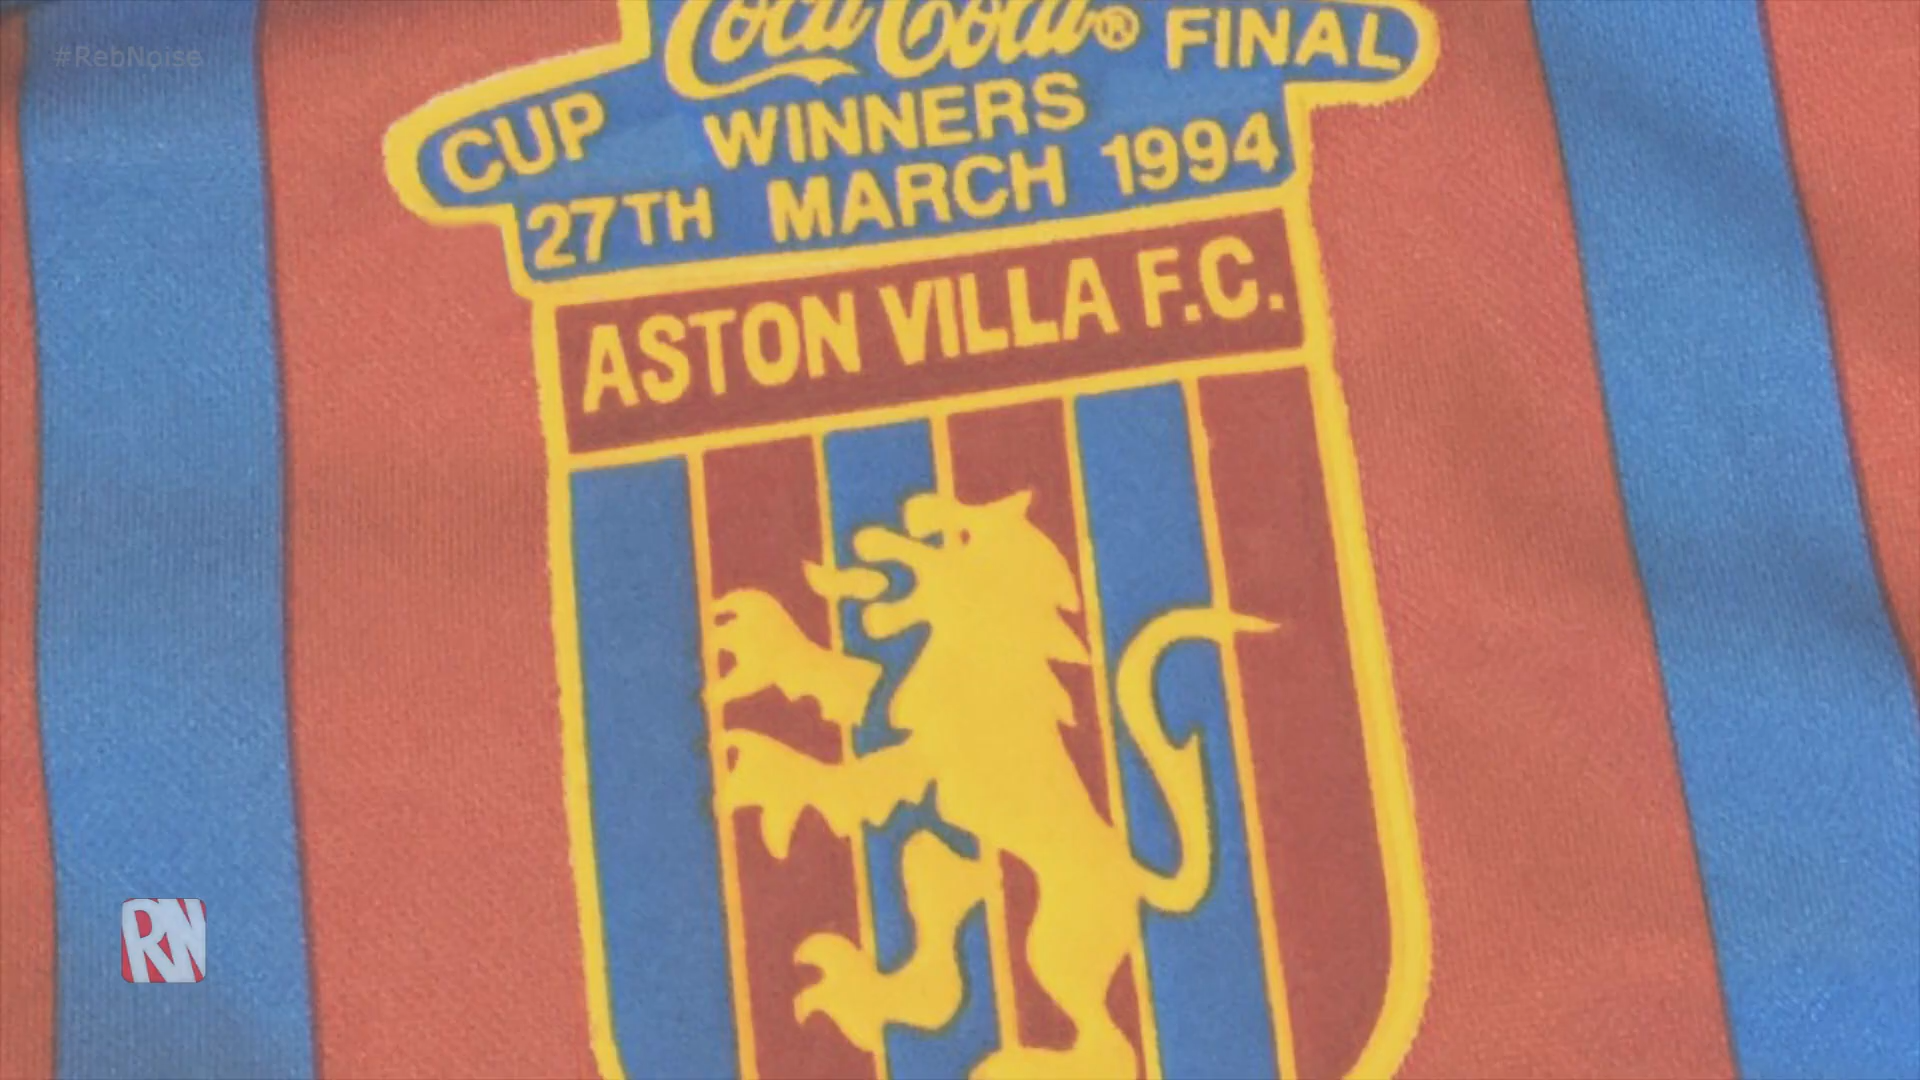 #RebNoise
Coca-Cola® FINAL
CUP WINNERS
27TH MARCH 1994
ASTON VILLA F.C.
RN